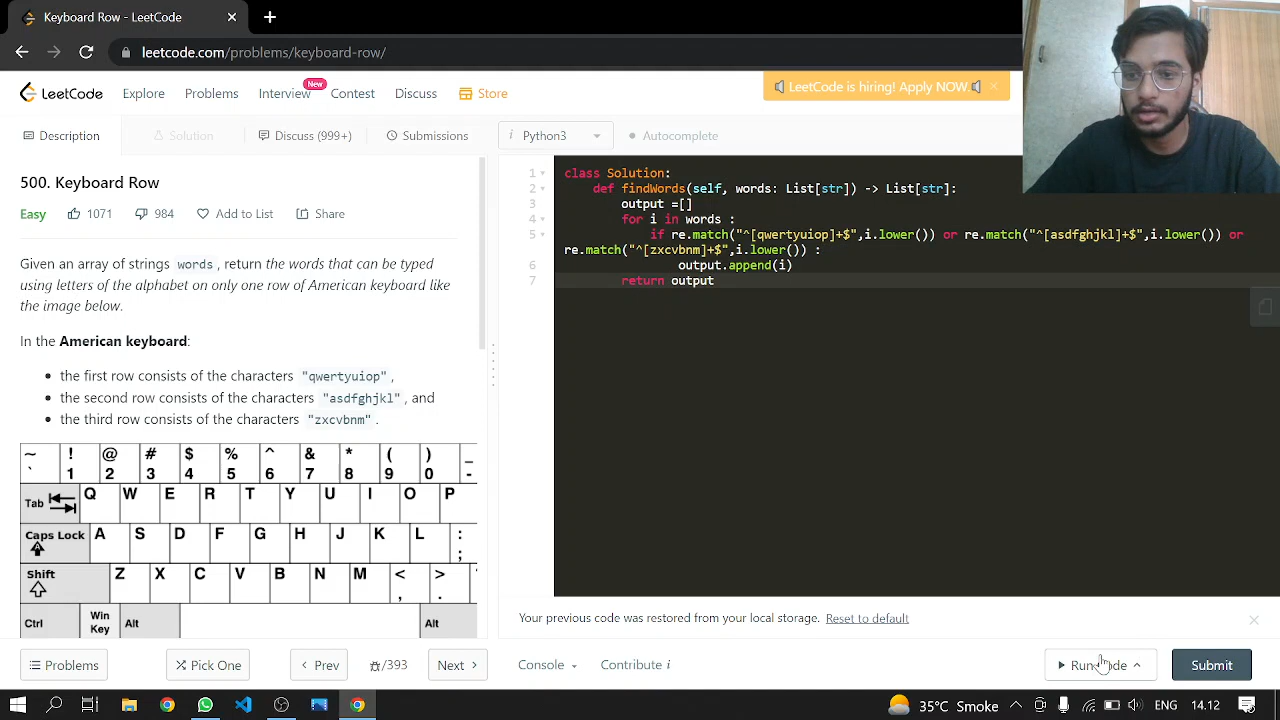 Keyboard Row - LeetCode
leetcode.com/problems/keyboard-row/
LeetCode Explore Problems Interview New Contest Discuss Store
LeetCode is hiring! Apply NOW.
Description Solution Discuss (999+) Submissions
i Python3 Autocomplete
500. Keyboard Row
Easy 1071 984 Add to List Share
Given an array of strings words, return the words that can be typed
using letters of the alphabet on only one row of American keyboard like
the image below.
In the American keyboard:
the first row consists of the characters "qwertyuiop",
the second row consists of the characters "asdfghjkl", and
the third row consists of the characters "zxcvbnm".
~ ! @ # $ % ^ & * ( ) _
` 1 2 3 4 5 6 7 8 9 0 -
Tab Q W E R T Y U I O P
Caps Lock A S D F G H J K L : ;
Shift Z X C V B N M < , > .
Ctrl Win Key Alt Alt
1 class Solution:
2 def findWords(self, words: List[str]) -> List[str]:
3 output =[]
4 for i in words :
5 if re.match("^[qwertyuiop]+$",i.lower()) or re.match("^[asdfghjkl]+$",i.lower()) or
re.match("^[zxcvbnm]+$",i.lower()) :
6 output.append(i)
7 return output
Your previous code was restored from your local storage. Reset to default
Problems Pick One Prev /393 Next Console Contribute i Run Code Submit
35°C Smoke ENG 14.12